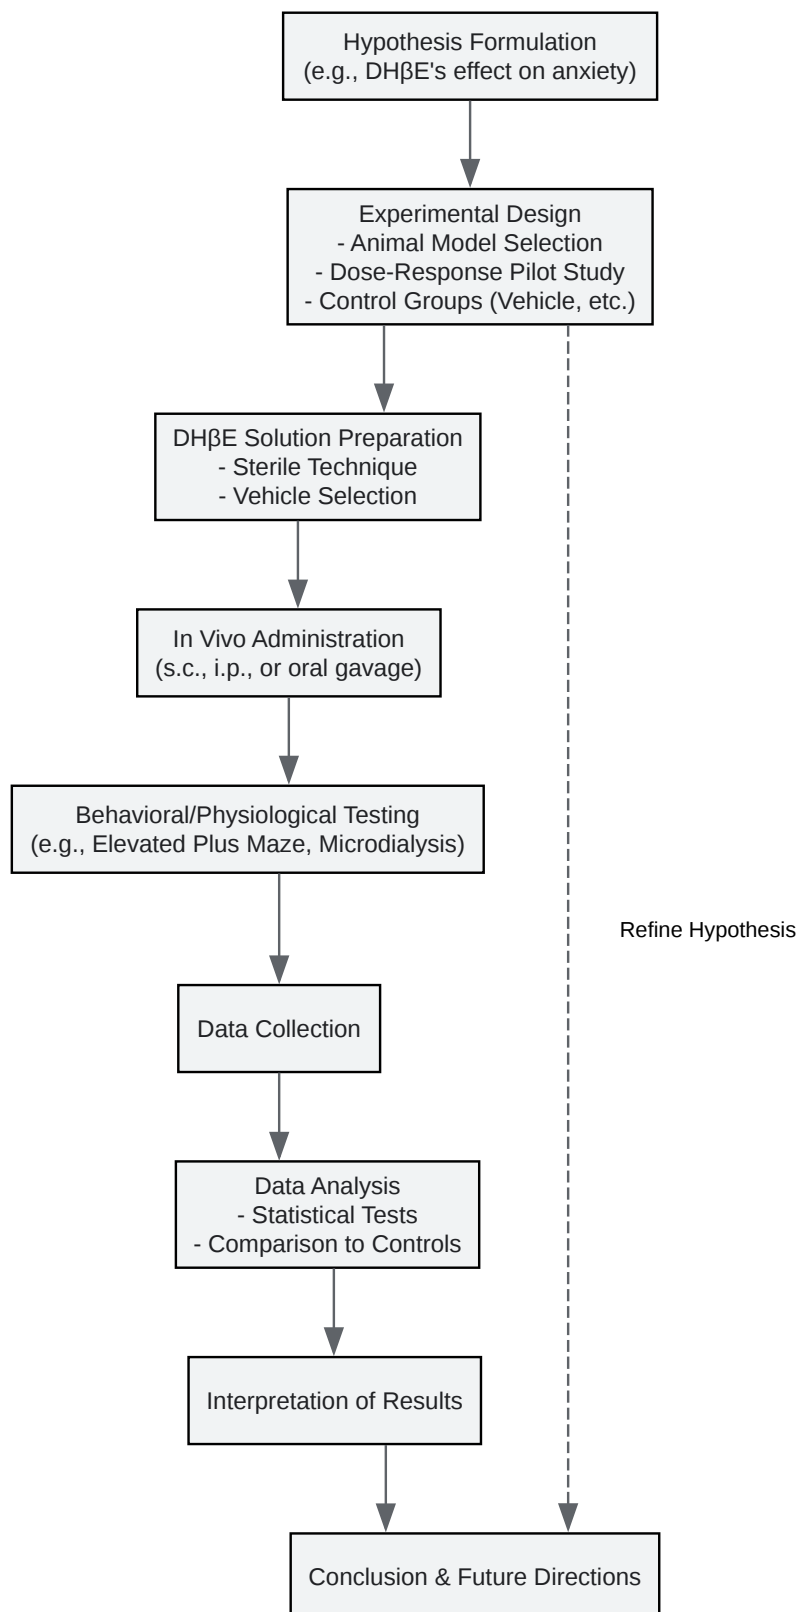 Hypothesis Formulation
(e.g., DHβE's effect on anxiety)
Experimental Design
- Animal Model Selection
- Dose-Response Pilot Study
- Control Groups (Vehicle, etc.)
DHβE Solution Preparation
- Sterile Technique
- Vehicle Selection
In Vivo Administration
(s.c., i.p., or oral gavage)
Behavioral/Physiological Testing
(e.g., Elevated Plus Maze, Microdialysis)
Refine Hypothesis
Data Collection
Data Analysis
- Statistical Tests
- Comparison to Controls
Interpretation of Results
Conclusion & Future Directions